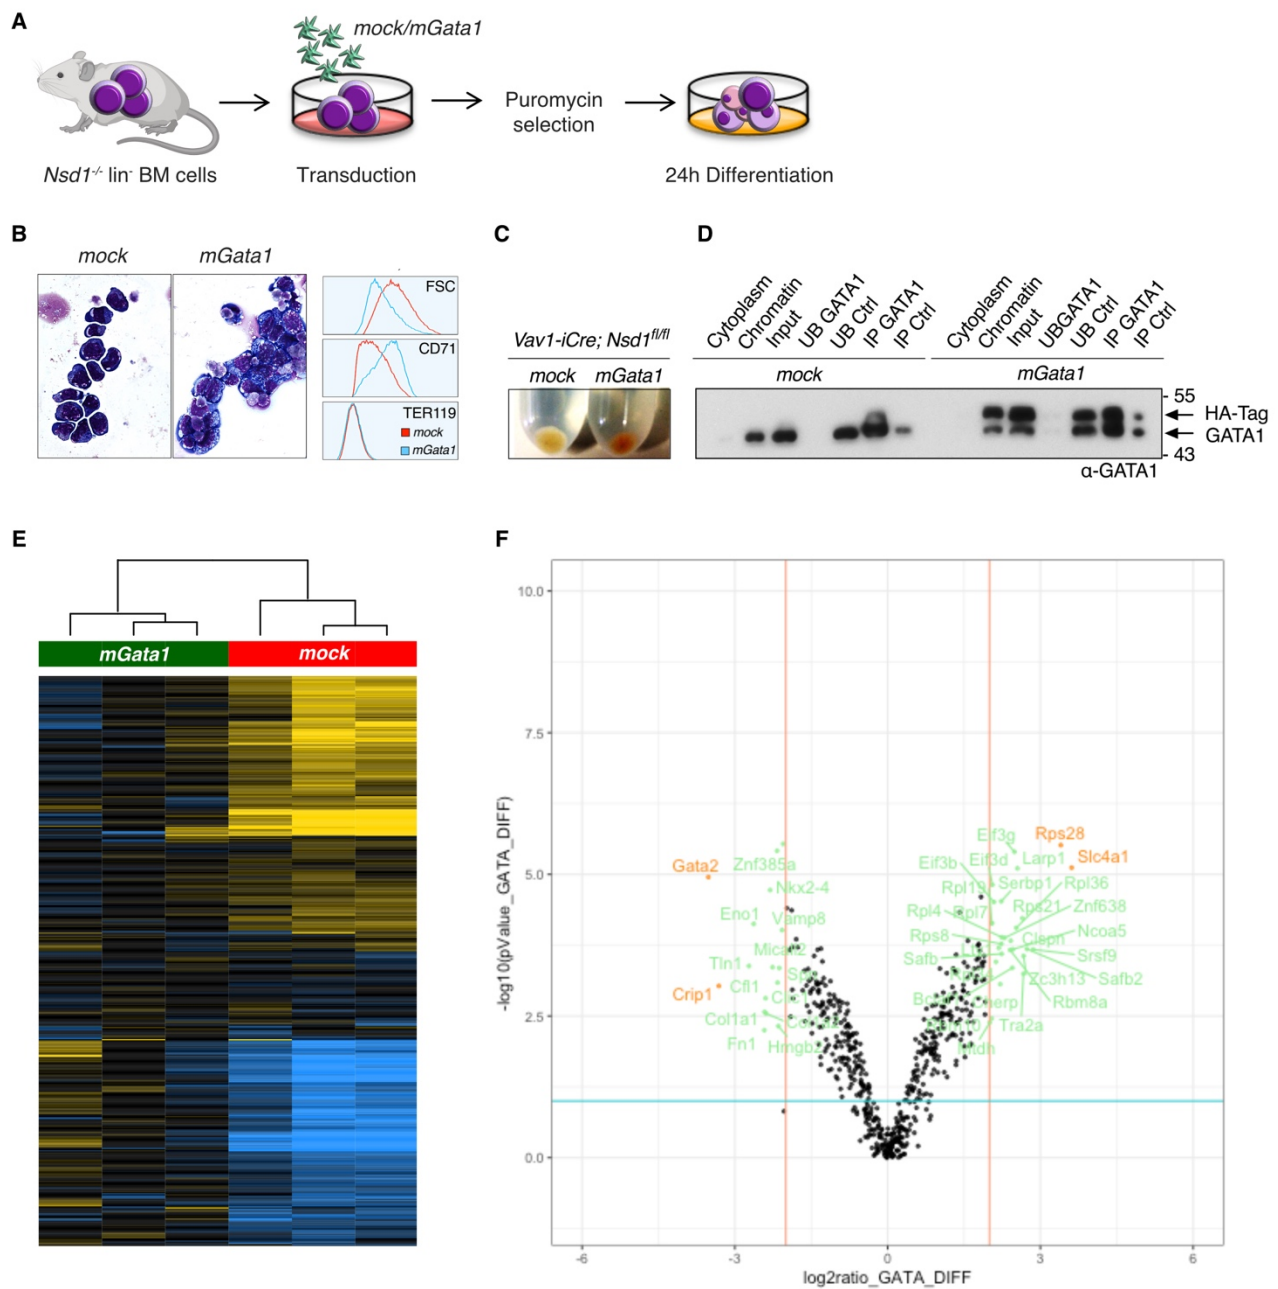 A
mock/mGata1
Puromycin
selection
Nsd1-/- lin- BM cells
Transduction
24h Differentiation
B
mock
mGata1
FSC
CD71
TER119
mock
mGata1
C
Vav1-iCre; Nsd1fl/fl
mock mGata1
D
Cytoplasm
Chromatin
Input
UB GATA1
UB Ctrl
IP GATA1
IP Ctrl
Cytoplasm
Chromatin
Input
UBGATA1
UB Ctrl
IP GATA1
IP Ctrl
mock
mGata1
55
HA-Tag
GATA1
43
α-GATA1
E
mGata1
mock
F
-log10(pValue_GATA_DIFF)
10.0
7.5
5.0
2.5
0.0
Gata2
Znf385a
Nkx2-4
Eno1
Vamp8
Tln1
Cfl1
Crip1
Col1a1
Fn1
Hmgb2
Eif3g
Rps28
Eif3b
Eif3d
Larp1
Slc4a1
Rpl19
Serbp1
Rpl36
Rpl4
Rpl7
Rps21
Znf638
Rps8
Clspn
Ncoa5
Safb
Srsf9
Zc3h13
Safb2
Rbm8a
Tra2a
Mtdh
-6
-3
0
3
6
log2ratio_GATA_DIFF